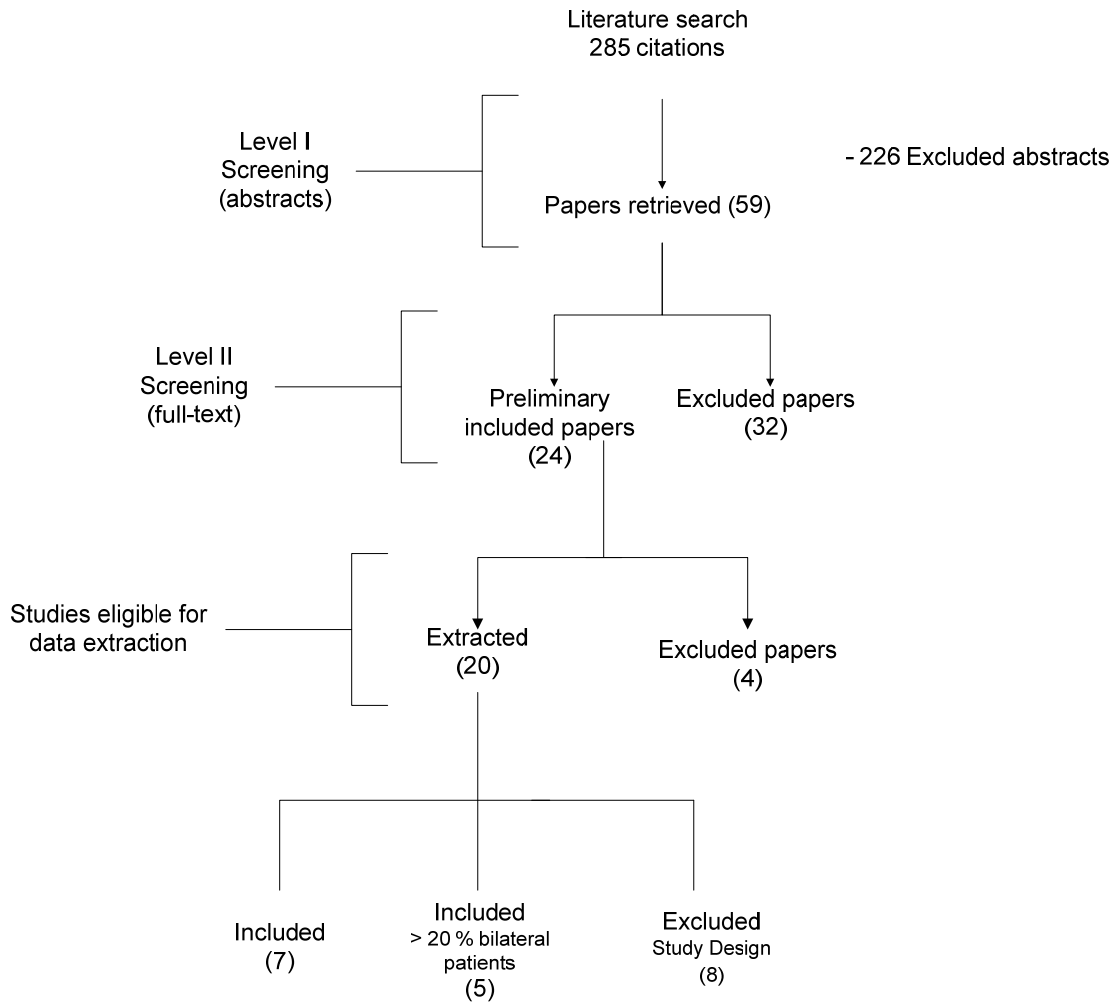 Literature search
285 citations
Level I
Screening
(abstracts)
- 226 Excluded abstracts
Papers retrieved (59)
Level II
Screening
(full-text)
Preliminary
included papers
(24)
Excluded papers
(32)
Studies eligible for
data extraction
Extracted
(20)
Excluded papers
(4)
Included
(7)
Included
> 20 % bilateral
patients
(5)
Excluded
Study Design
(8)